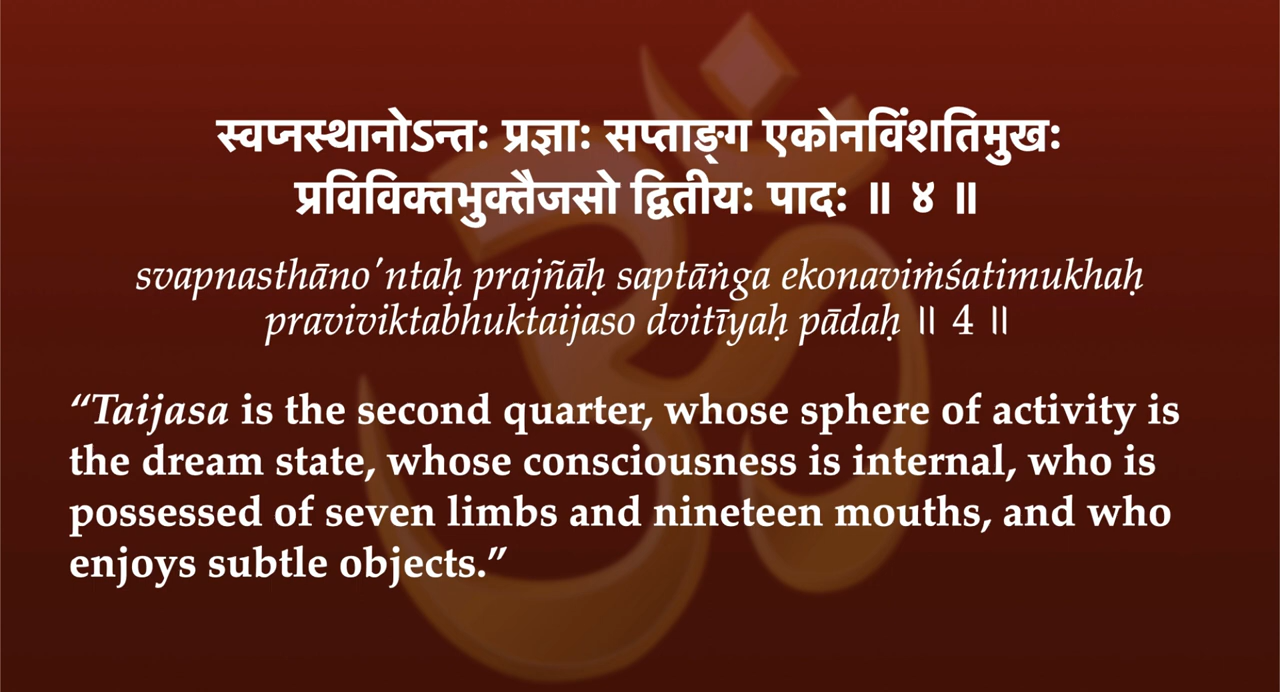 स्वप्नस्थानोऽन्तः प्रज्ञाः सप्ताङ्ग एकोनविंशतिमुखः
प्रविविक्तभुक्तैजसो द्वितीयः पादः ॥ ४ ॥
svapnasthāno'ntaḥ prajñāḥ saptāṅga ekonaviṁśatimukhaḥ
praviviktabhuktaijaso dvitīyaḥ pādaḥ ॥ 4 ॥
“Taijasa is the second quarter, whose sphere of activity is
the dream state, whose consciousness is internal, who is
possessed of seven limbs and nineteen mouths, and who
enjoys subtle objects.”